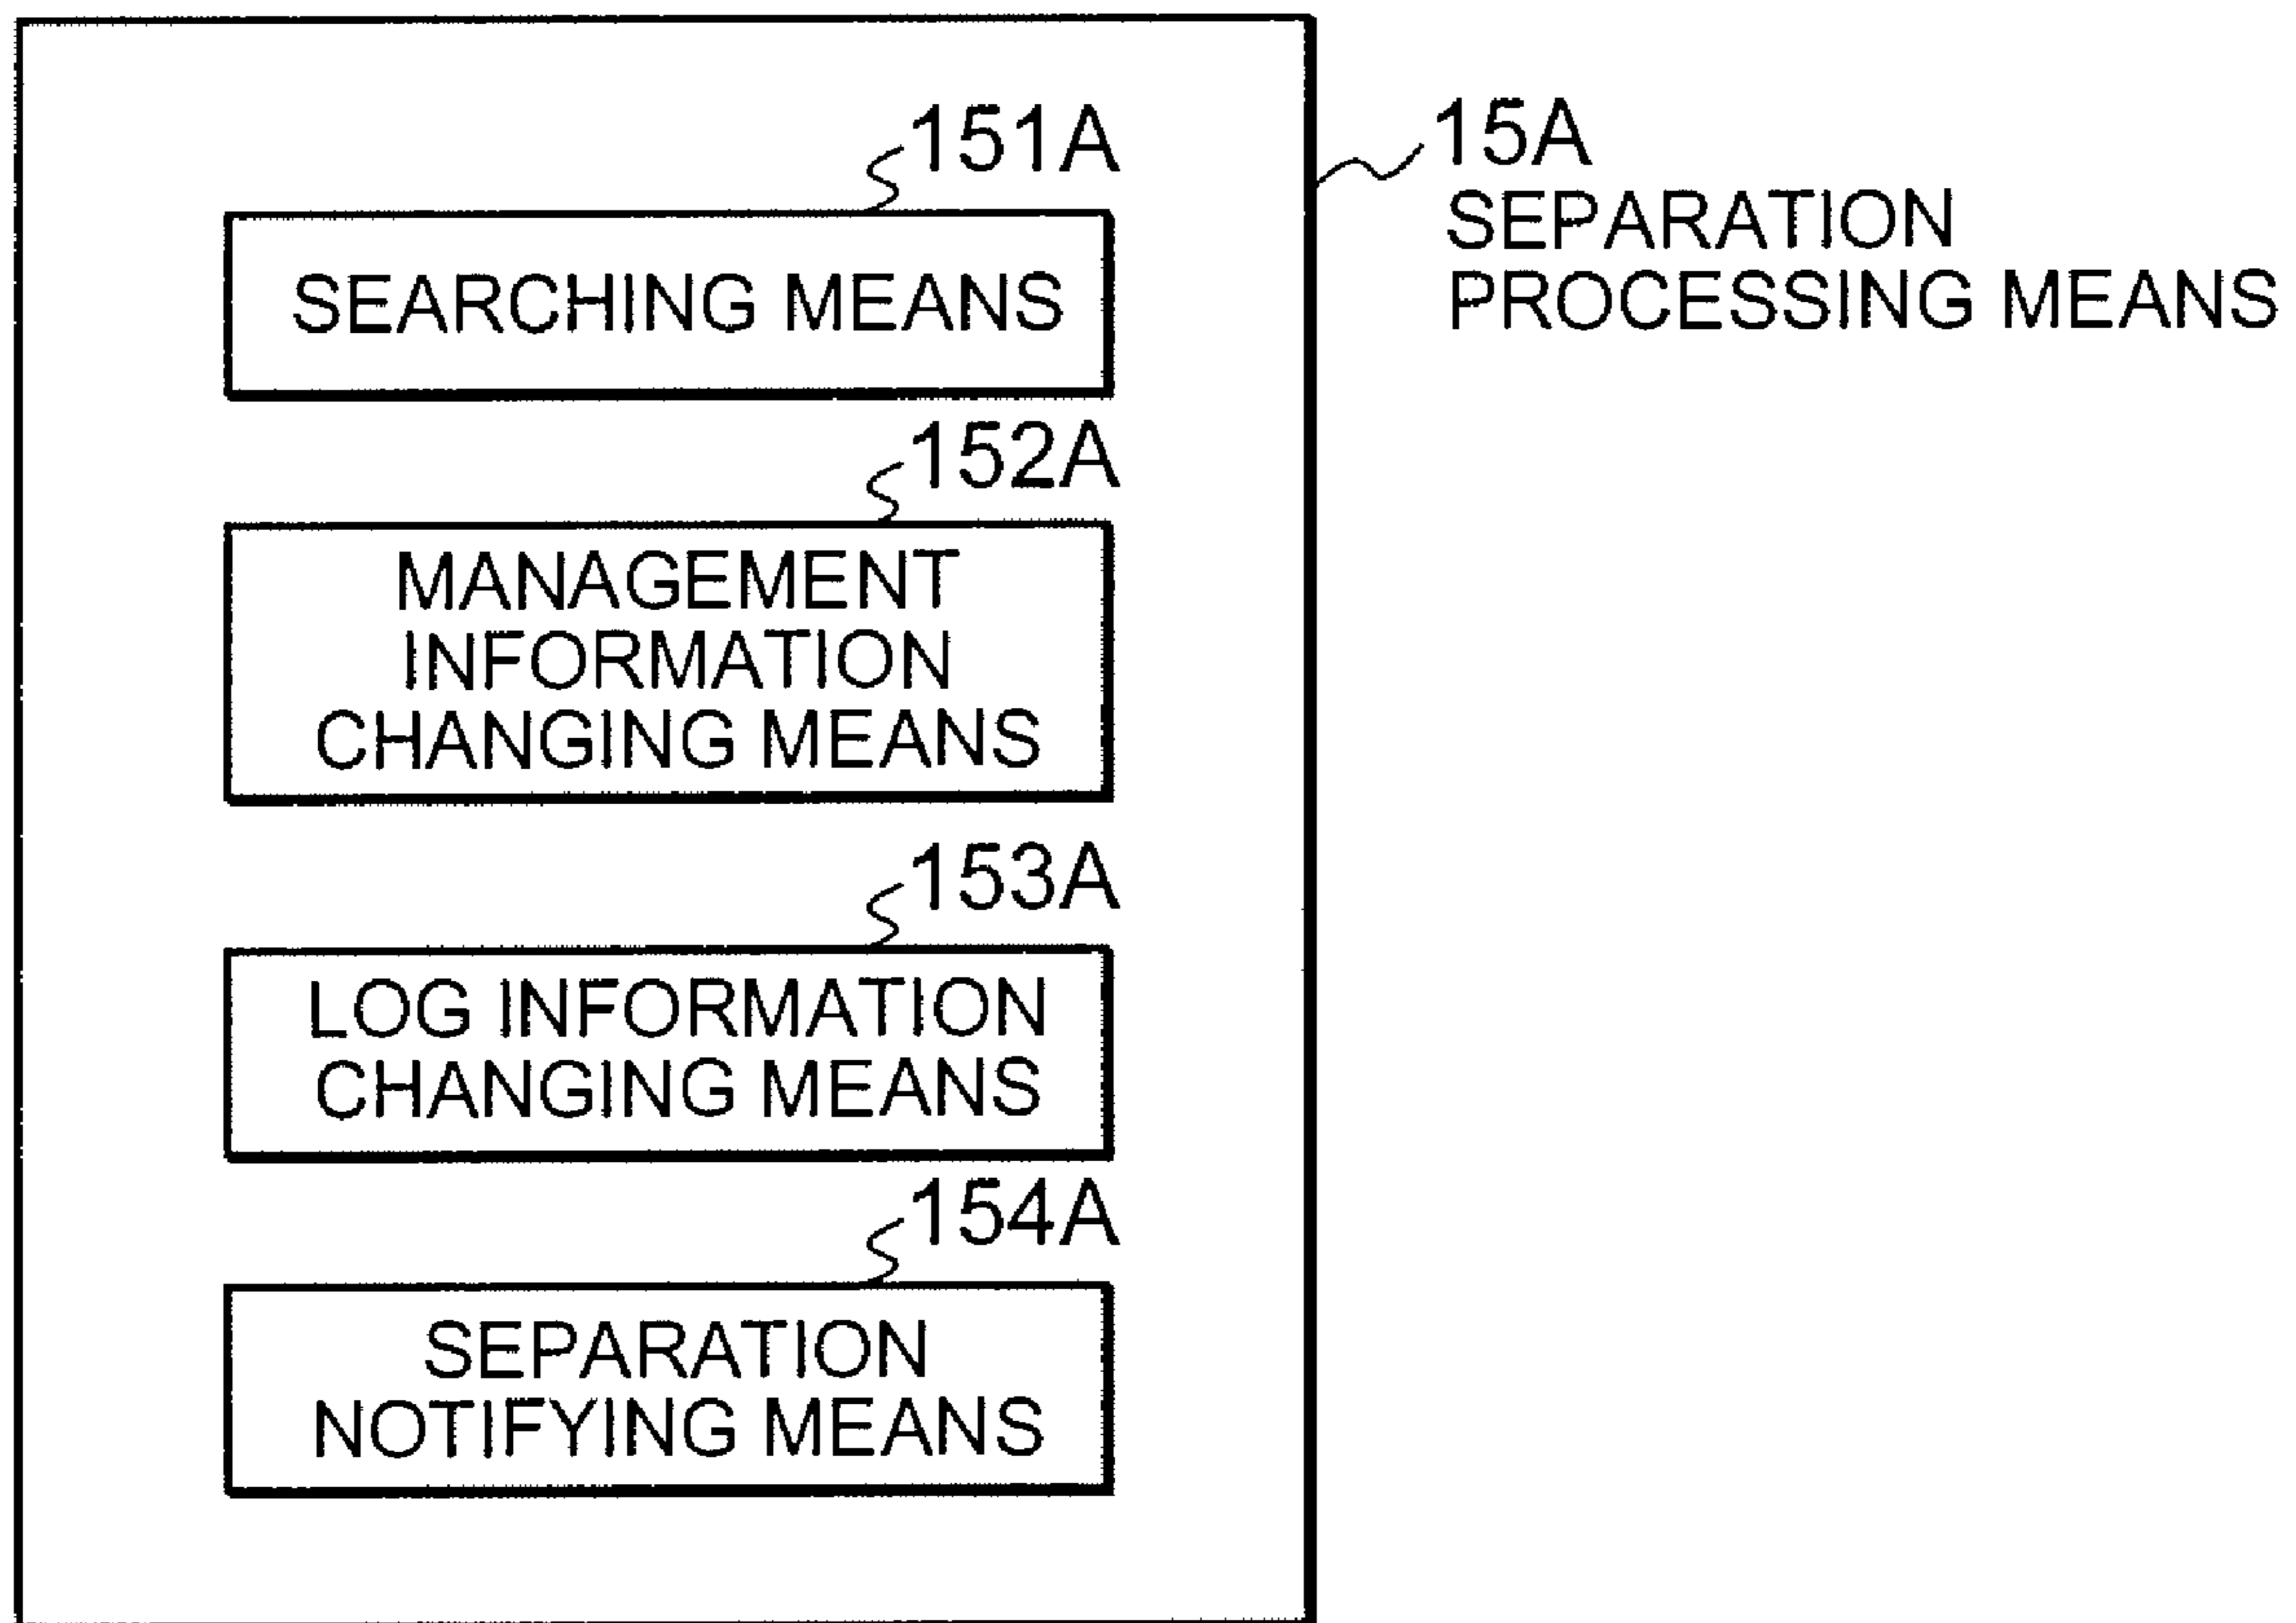 151A
SEARCHING MEANS
152A
MANAGEMENT
INFORMATION
CHANGING MEANS
153A
LOG INFORMATION
CHANGING MEANS
154A
SEPARATION
NOTIFYING MEANS
15A
SEPARATION
PROCESSING MEANS